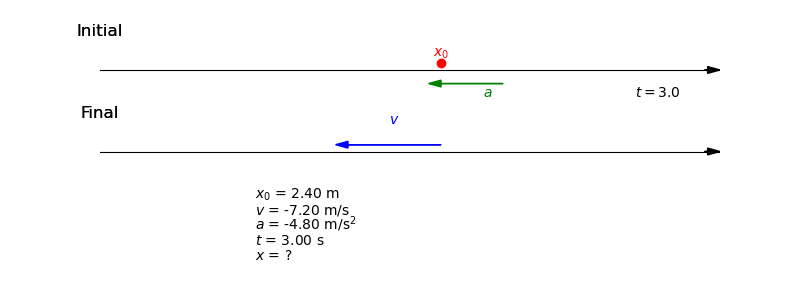 Initial
x₀
a
t = 3.0
Final
v
x₀ = 2.40 m
v = -7.20 m/s
a = -4.80 m/s²
t = 3.00 s
x = ?